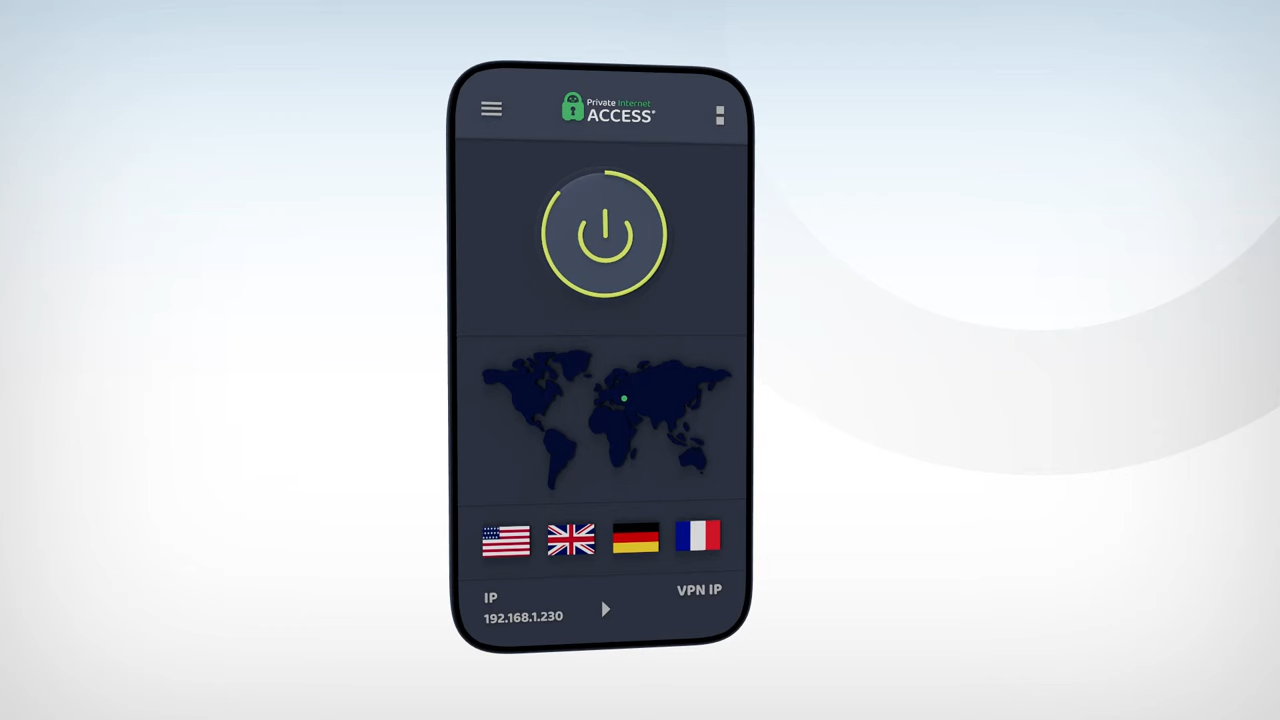 Private Internet
ACCESS®
IP
192.168.1.230
VPN IP